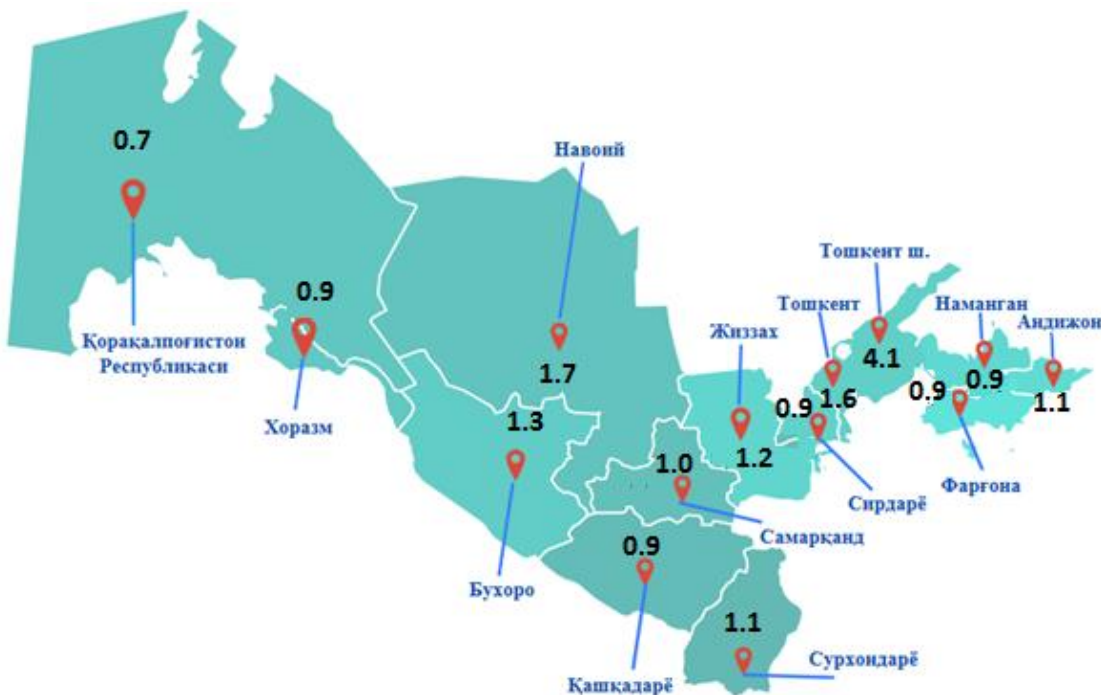 0.7
Навоий
Тошкент ш.
Тошкент
Наманган
Андижон
0.9
Жиззах
Қорақалпоғистон
Республикаси
4.1
1.7
0.9
0.9
1.6
0.9
1.1
Хоразм
1.3
1.2
1.0
Фарғона
Сирдарё
Самарқанд
0.9
Бухоро
1.1
Сурхондарё
Қашқадарё